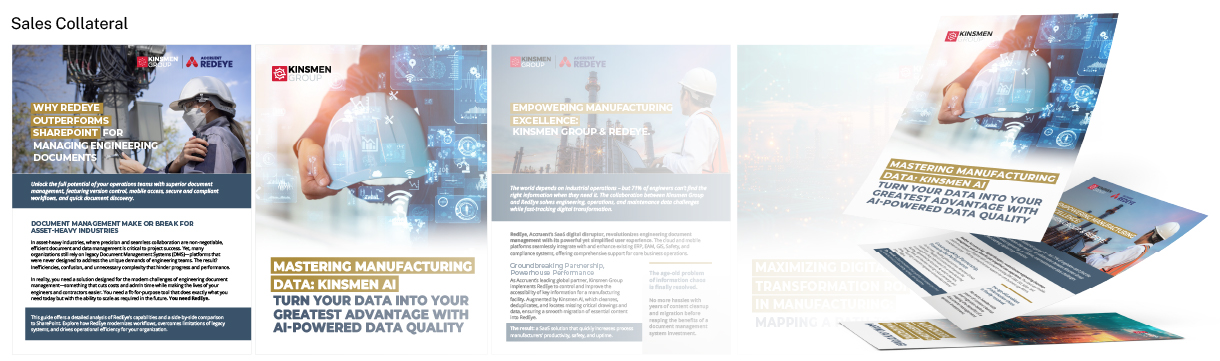 Sales Collateral
KINSMEN
GROUP
ACCRUENT
REDEYE
WHY REDEYE
OUTPERFORMS
SHAREPOINT FOR
MANAGING ENGINEERING
DOCUMENTS
Unlock the full potential of your operations teams with superior document
management, featuring version control, mobile access, secure and compliant
workflows, and quick document discovery.
DOCUMENT MANAGEMENT MAKE OR BREAK FOR
ASSET-HEAVY INDUSTRIES
In asset-heavy industries, where precision and seamless collaboration are non-negotiable,
efficient document and data management is critical to project success. Yet, many
organizations still rely on legacy Document Management Systems (DMS)—platforms that
were never designed to address the unique demands of engineering teams. The result?
Inefficiencies, confusion, and unnecessary complexity that hinder progress and performance.
In reality, you need a solution designed for the modern challenges of engineering document
management—something that cuts costs and admin time while making the lives of your
engineers and contractors easier. You need a fit-for-purpose tool that does exactly what you
need today but with the ability to scale as required in the future. You need RedEye.
This guide offers a detailed analysis of RedEye's capabilities and a side-by-side comparison
to SharePoint. Explore how RedEye modernizes workflows, overcomes limitations of legacy
systems, and drives operational efficiency for your organization.
KINSMEN
GROUP
MASTERING MANUFACTURING
DATA: KINSMEN AI
TURN YOUR DATA INTO YOUR
GREATEST ADVANTAGE WITH
AI-POWERED DATA QUALITY
KINSMEN
GROUP
ACCRUENT
REDEYE
EMPOWERING MANUFACTURING
EXCELLENCE:
KINSMEN GROUP & REDEYE.
The world depends on industrial operations —but 71% of engineers can't find the
right information when they need it. The collaboration between Kinsmen Group
and RedEye solves engineering, operations, and maintenance data challenges
while fast-tracking digital transformation.
RedEye, Accruent's SaaS digital disruptor, revolutionizes engineering document
management with its powerful yet simplified user experience. The cloud and mobile
platforms seamlessly integrate with and enhance existing ERP, EAM, GIS, Safety, and
compliance systems, offering comprehensive support for core business operations.
Groundbreaking Partnership,
Powerhouse Performance
As Accruent's leading global partner, Kinsmen Group
implements RedEye to control and improve the
accessibility of key information for a manufacturing
facility. Augmented by Kinsmen AI, which cleanses,
deduplicates, and locates missing critical drawings and
data, ensuring a smooth migration of essential content
into RedEye.
The result: a SaaS solution that quickly increases presses
manufacturers' productivity, safety, and uptime.
The age-old problem
of information chaos
is finally resolved.
No more hassles with
years of content cleanup
and migration before
reaping the benefits of a
document management
system investment.
MAXIMIZING DIG
TRANSFORMATION RO
IN MANUFACTURING
MAPPING A
KINSMEN
MASTERING MANUFACTURING
DATA: KINSMEN AI
TURN YOUR DATA INTO YOUR
GREATEST ADVANTAGE WITH
AI-POWERED DATA QUALITY
REDEYE